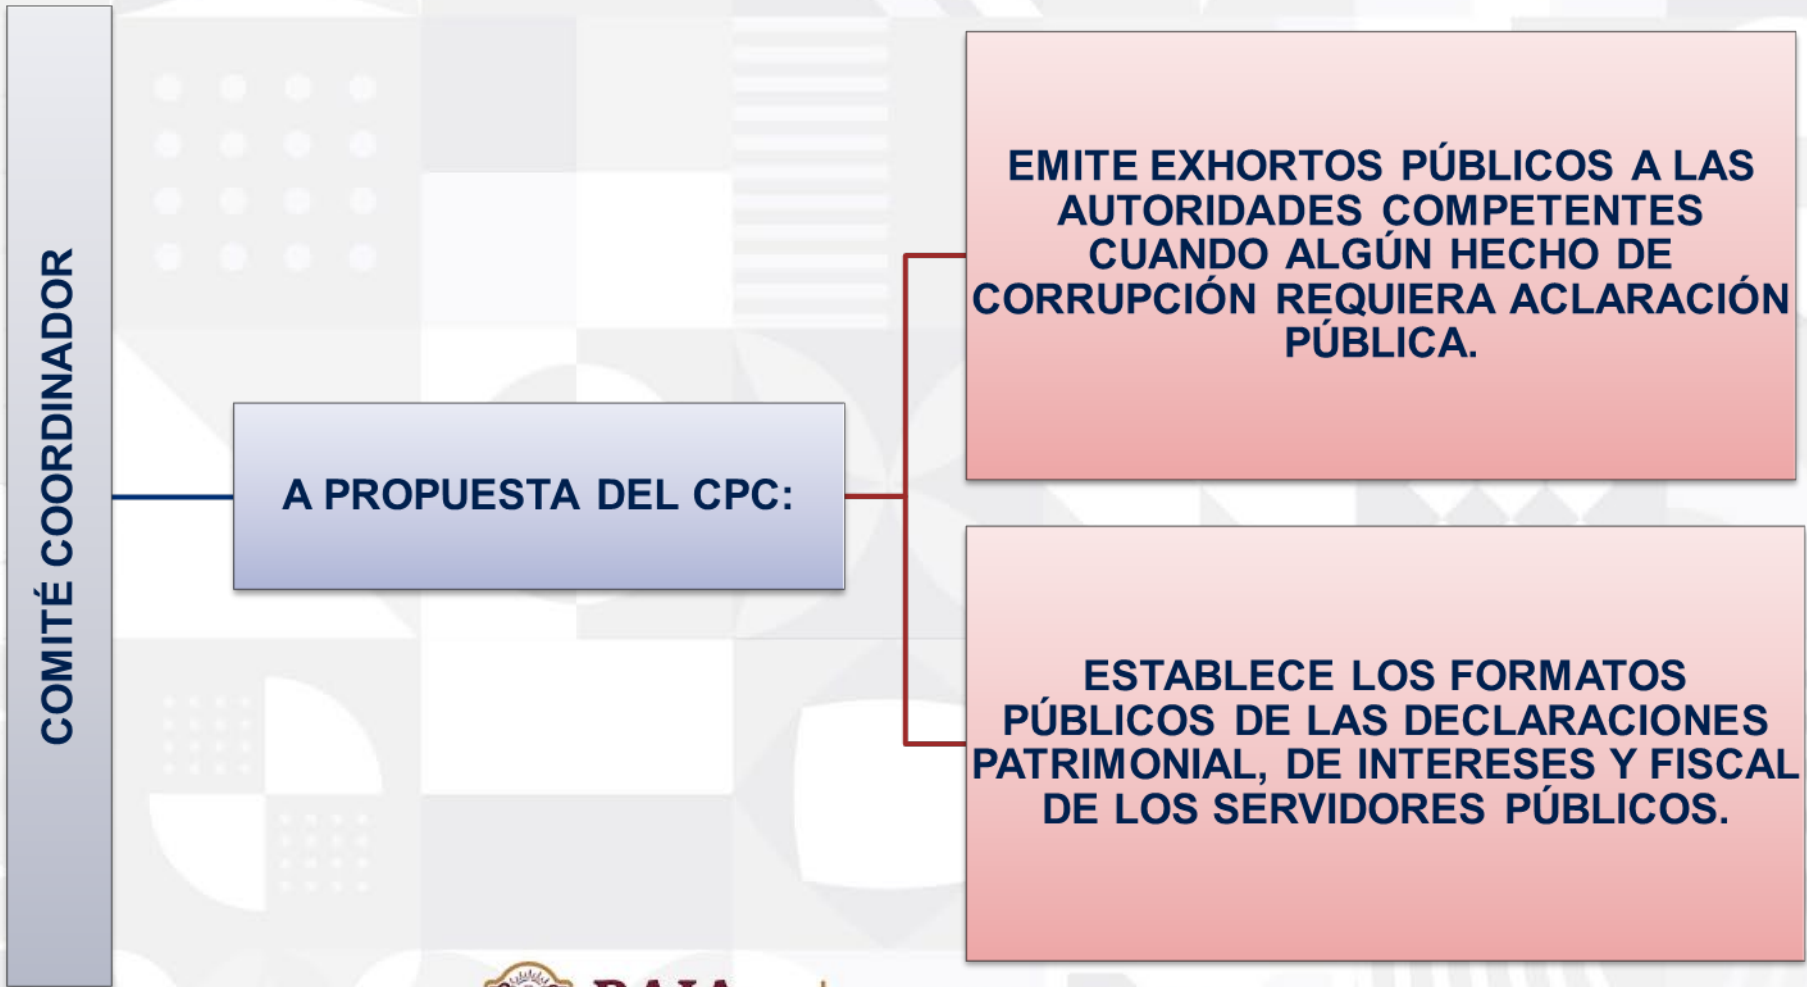 COMITÉ COORDINADOR
A PROPUESTA DEL CPC:
EMITE EXHORTOS PÚBLICOS A LAS
AUTORIDADES COMPETENTES
CUANDO ALGÚN HECHO DE
CORRUPCIÓN REQUIERA ACLARACIÓN
PÚBLICA.
ESTABLECE LOS FORMATOS
PÚBLICOS DE LAS DECLARACIONES
PATRIMONIAL, DE INTERESES Y FISCAL
DE LOS SERVIDORES PÚBLICOS.
BAJA